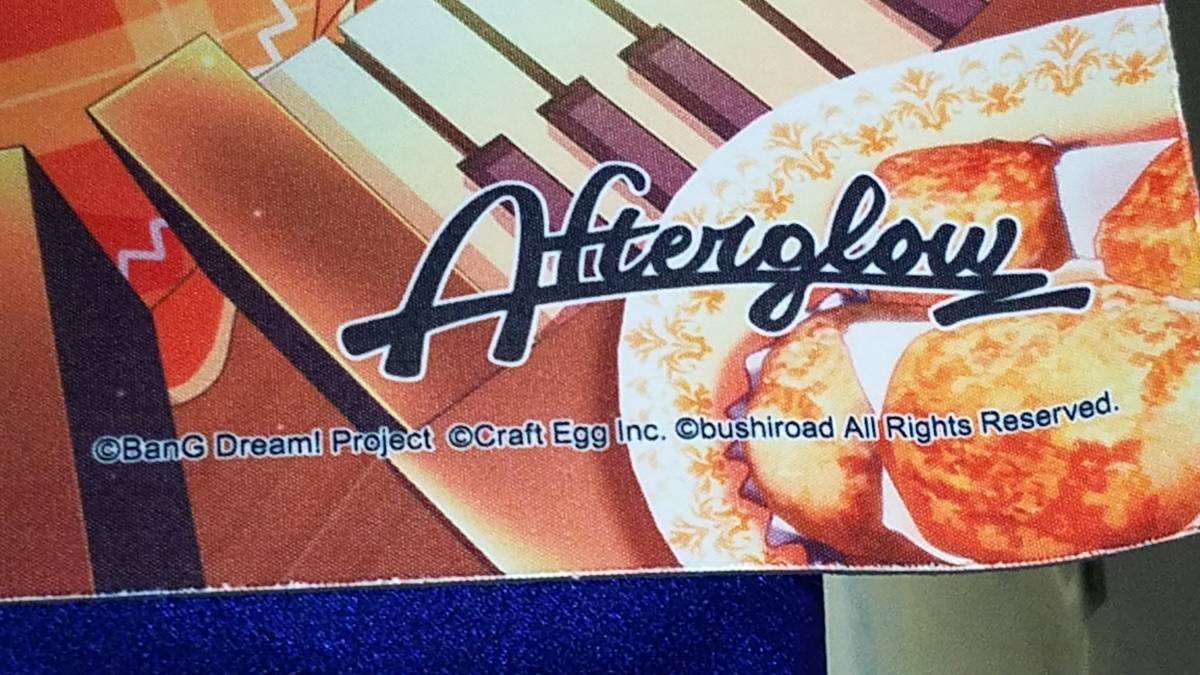 Afterglow
©BanG Dream! Project ©Craft Egg Inc. ©bushiroad All Rights Reserved.